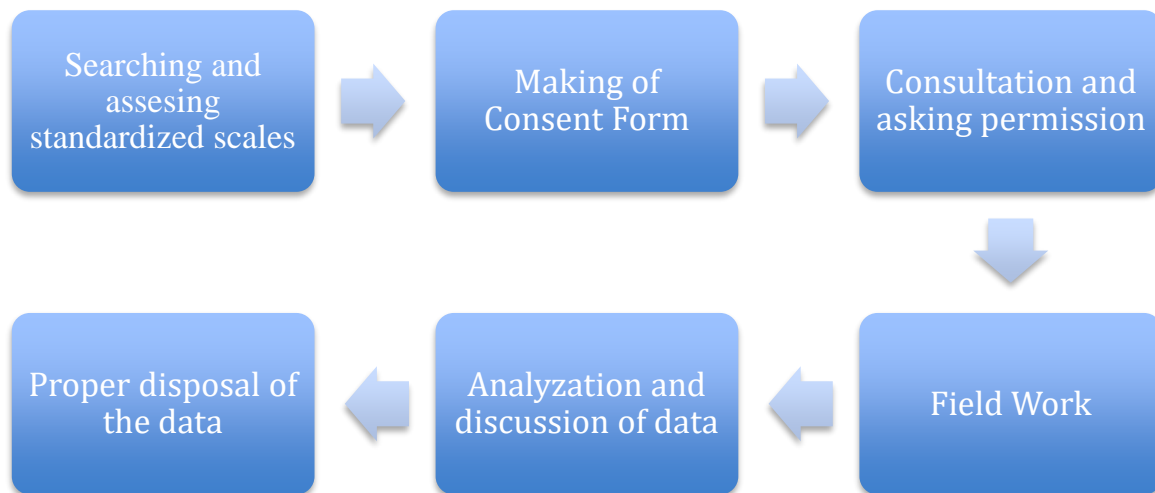 Searching and
assesing
standardized scales
Making of
Consent Form
Consultation and
asking permission
Field Work
Analyzation and
discussion of data
Proper disposal of
the data